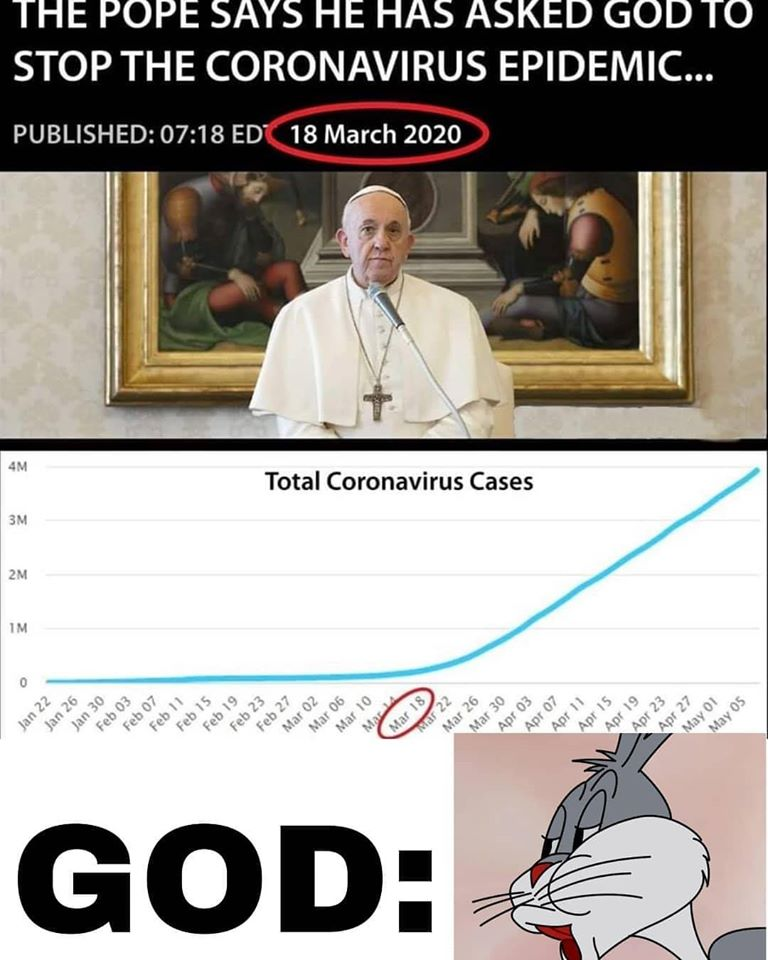 THE POPE SAYS HE HAS ASKED GOD TO
STOP THE CORONAVIRUS EPIDEMIC...
PUBLISHED: 07:18 EDT 18 March 2020
Total Coronavirus Cases
4M
3M
2M
1M
0
Jan 22
Jan 26
Jan 30
Feb 03
Feb 07
Feb 11
Feb 15
Feb 19
Feb 23
Feb 27
Mar 02
Mar 06
Mar 10
Mar 14
Mar 18
Mar 22
Mar 26
Mar 30
Apr 03
Apr 07
Apr 11
Apr 15
Apr 19
Apr 23
Apr 27
May 01
May 05
GOD: